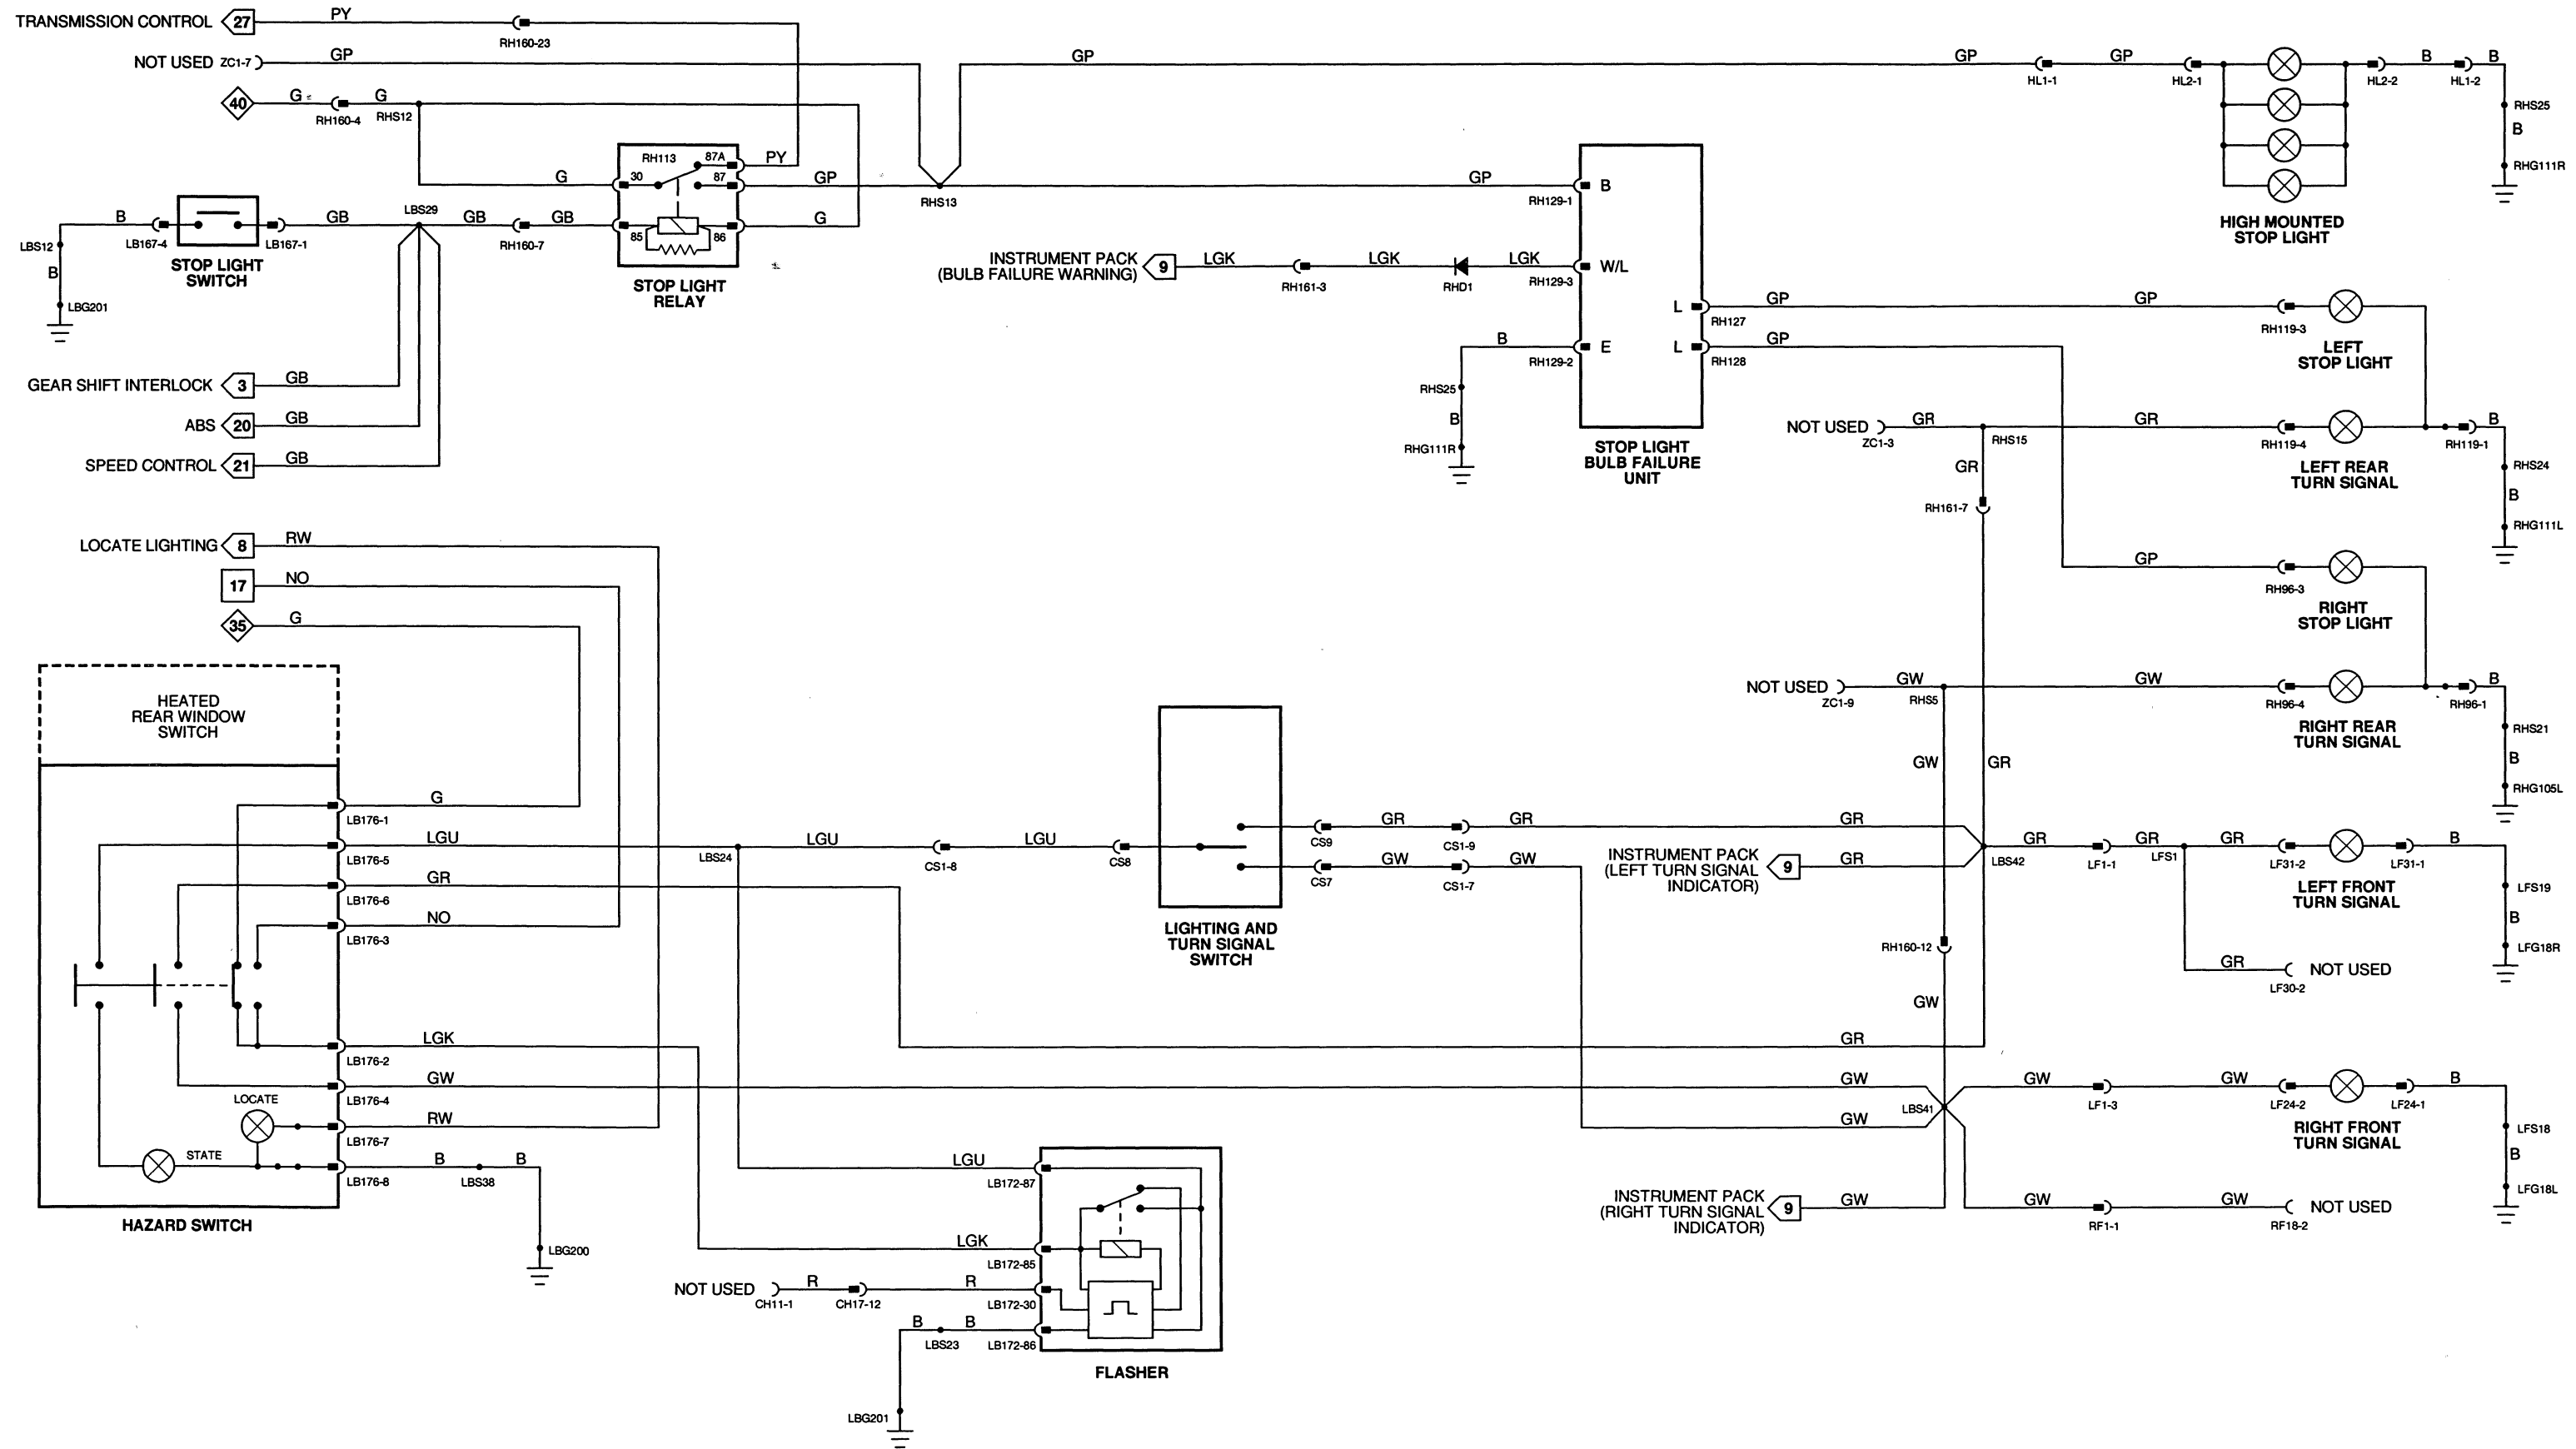 TRANSMISSION CONTROL 27 PY
RH160-23
NOT USED ZC1-7 GP
40 G G
RH160-4 RHS12
RH113 87A PY
30 87
G GP
RHS13
GP
B
RH129-1
GP GP GP B B
HL1-1 HL2-1 HL2-2 HL1-2
RHS25
B
RHG111R
HIGH MOUNTED
STOP LIGHT
B GB LBS29 GB GB
LBS12 LB167-4 LB167-1 RH160-7
85 86 G
B
LBG201
STOP LIGHT
SWITCH
STOP LIGHT
RELAY
INSTRUMENT PACK
(BULB FAILURE WARNING) 9 LGK LGK LGK W/L
RH161-3 RHD1 RH129-3
L GP GP
RH127 RH119-3
LEFT
STOP LIGHT
B E L GP
RH129-2 RH128
RHS25
B
RHG111R
STOP LIGHT
BULB FAILURE
UNIT
GEAR SHIFT INTERLOCK 3 GB
ABS 20 GB
SPEED CONTROL 21 GB
NOT USED GR GR B
ZC1-3 RHS15 RH119-4 RH119-1
GR
LEFT REAR
TURN SIGNAL
RHS24
B
RHG111L
RH161-7
LOCATE LIGHTING 8 RW
17 NO
35 G
GP
RH96-3
RIGHT
STOP LIGHT
HEATED
REAR WINDOW
SWITCH
NOT USED GW GW B
ZC1-9 RHS5 RH96-4 RH96-1
RIGHT REAR
TURN SIGNAL
RHS21
B
RHG105L
GW GR
G
LB176-1
LGU LGU LGU
LB176-5 LBS24 CS1-8 CS8
GR
LB176-6
NO
LB176-3
GR GR GR
CS9 CS1-9
GW GW
CS7 CS1-7
LIGHTING AND
TURN SIGNAL
SWITCH
INSTRUMENT PACK
(LEFT TURN SIGNAL
INDICATOR) 9 GR
LBS42
GR GR GR B
LF1-1 LFS1 LF31-2 LF31-1
LEFT FRONT
TURN SIGNAL
LFS19
B
LFG18R
RH160-12
GR NOT USED
LF30-2
GW
GR
LGK
LB176-2
GW GW
LB176-4
LOCATE
RW
LB176-7
STATE
B B
LB176-8 LBS38
LBG200
HAZARD SWITCH
LBS41
GW
GW GW B
LF1-3 LF24-2 LF24-1
RIGHT FRONT
TURN SIGNAL
LFS18
B
LFG18L
INSTRUMENT PACK
(RIGHT TURN SIGNAL
INDICATOR) 9 GW
GW GW NOT USED
RF1-1 RF18-2
LGU
LB172-87
LGK
LB172-85
NOT USED R R
CH11-1 CH17-12 LB172-30
B B
LBS23 LB172-86
LBG201
FLASHER